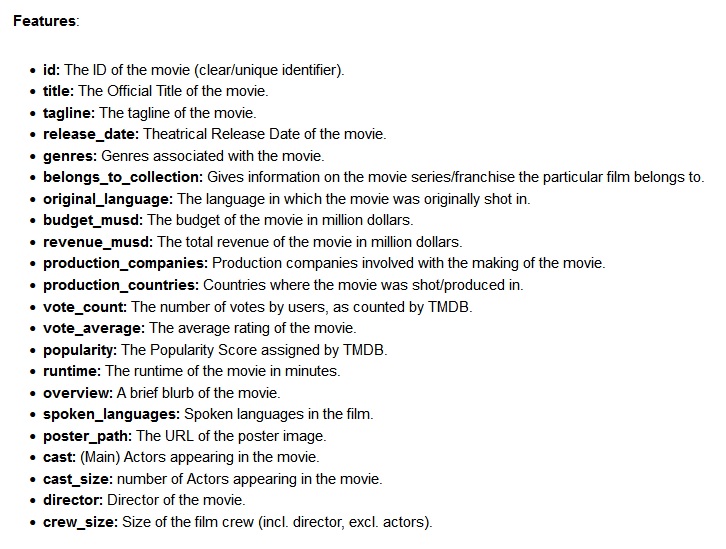 Features:
• id: The ID of the movie (clear/unique identifier).
• title: The Official Title of the movie.
• tagline: The tagline of the movie.
• release_date: Theatrical Release Date of the movie.
• genres: Genres associated with the movie.
• belongs_to_collection: Gives information on the movie series/franchise the particular film belongs to.
• original_language: The language in which the movie was originally shot in.
• budget_musd: The budget of the movie in million dollars.
• revenue_musd: The total revenue of the movie in million dollars.
• production_companies: Production companies involved with the making of the movie.
• production_countries: Countries where the movie was shot/produced in.
• vote_count: The number of votes by users, as counted by TMDB.
• vote_average: The average rating of the movie.
• popularity: The Popularity Score assigned by TMDB.
• runtime: The runtime of the movie in minutes.
• overview: A brief blurb of the movie.
• spoken_languages: Spoken languages in the film.
• poster_path: The URL of the poster image.
• cast: (Main) Actors appearing in the movie.
• cast_size: number of Actors appearing in the movie.
• director: Director of the movie.
• crew_size: Size of the film crew (incl. director, excl. actors).